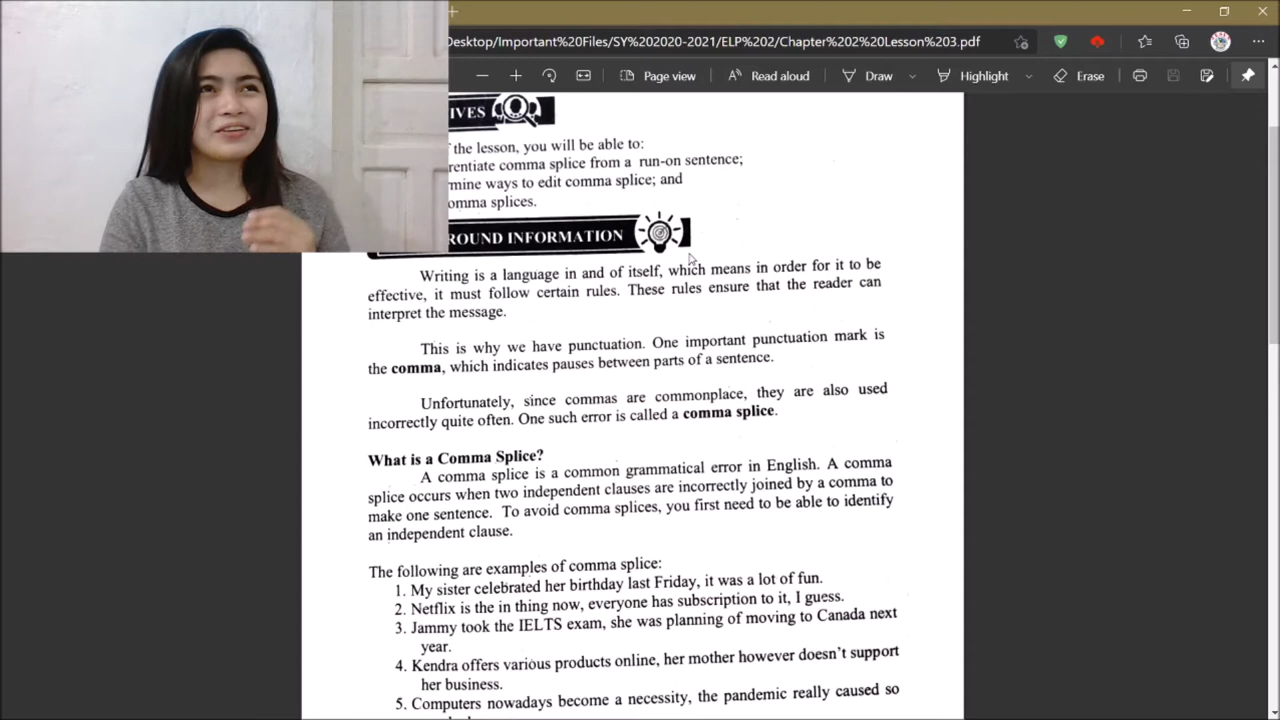 Desktop/Important%20Files/SY%202020-2021/ELP%202/Chapter%202%20Lesson%203.pdf
Page view
Read aloud
Draw
Highlight
Erase
IVES
f the lesson, you will be able to:
rentiate comma splice from a run-on sentence;
mine ways to edit comma splice; and
omma splices.
ROUND INFORMATION
Writing is a language in and of itself, which means in order for it to be
effective, it must follow certain rules. These rules ensure that the reader can
interpret the message.
This is why we have punctuation. One important punctuation mark is
the comma, which indicates pauses between parts of a sentence.
Unfortunately, since commas are commonplace, they are also used
incorrectly quite often. One such error is called a comma splice.
What is a Comma Splice?
A comma splice is a common grammatical error in English. A comma
splice occurs when two independent clauses are incorrectly joined by a comma to
make one sentence. To avoid comma splices, you first need to be able to identify
an independent clause.
The following are examples of comma splice:
1. My sister celebrated her birthday last Friday, it was a lot of fun.
2. Netflix is the in thing now, everyone has subscription to it, I guess.
3. Jammy took the IELTS exam, she was planning of moving to Canada next
year.
4. Kendra offers various products online, her mother however doesn't support
her business.
5. Computers nowadays become a necessity, the pandemic really caused so